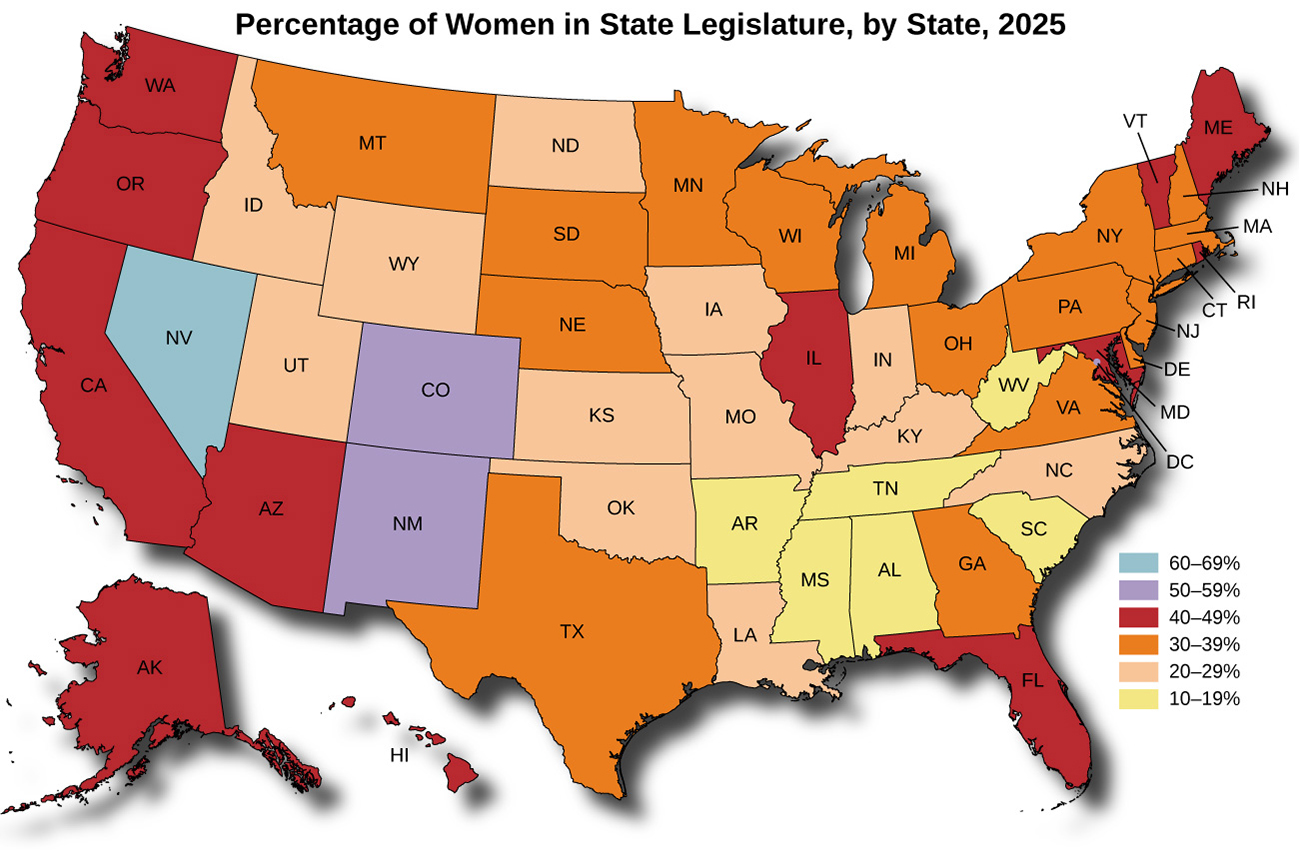 Percentage of Women in State Legislature, by State, 2025
WA
MT
ND
MN
VT
ME
OR
ID
SD
WI
MI
NY
NH
MA
WY
NV
UT
CO
NE
IA
IL
IN
OH
PA
CT
RI
NJ
DE
MD
DC
CA
KS
MO
KY
WV
VA
AZ
NM
OK
AR
TN
NC
SC
TX
LA
MS
AL
GA
FL
AK
HI
60–69%
50–59%
40–49%
30–39%
20–29%
10–19%